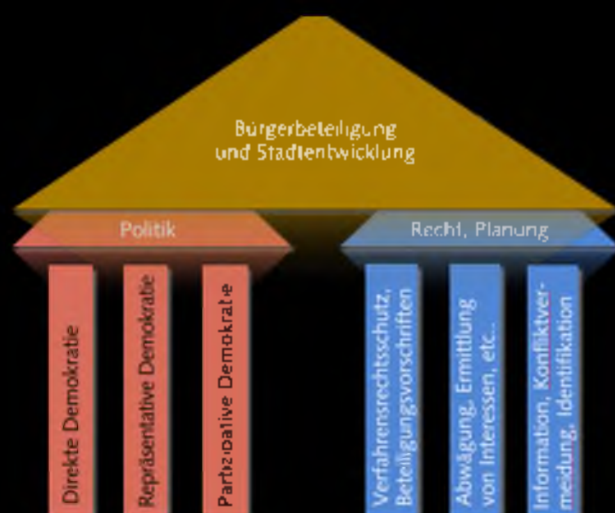 Bürgerbeteiligung
und Stadtentwicklung
Politik
Recht, Planung
Direkte Demokratie
Repräsentative Demokratie
Partizipative Demokratie
Verfahrensrechtsschutz,
Beteiligungsvorschriften
Abwägung, Ermittlung
von Interessen, etc..
Information, Konfliktver-
meidung, Identifikation